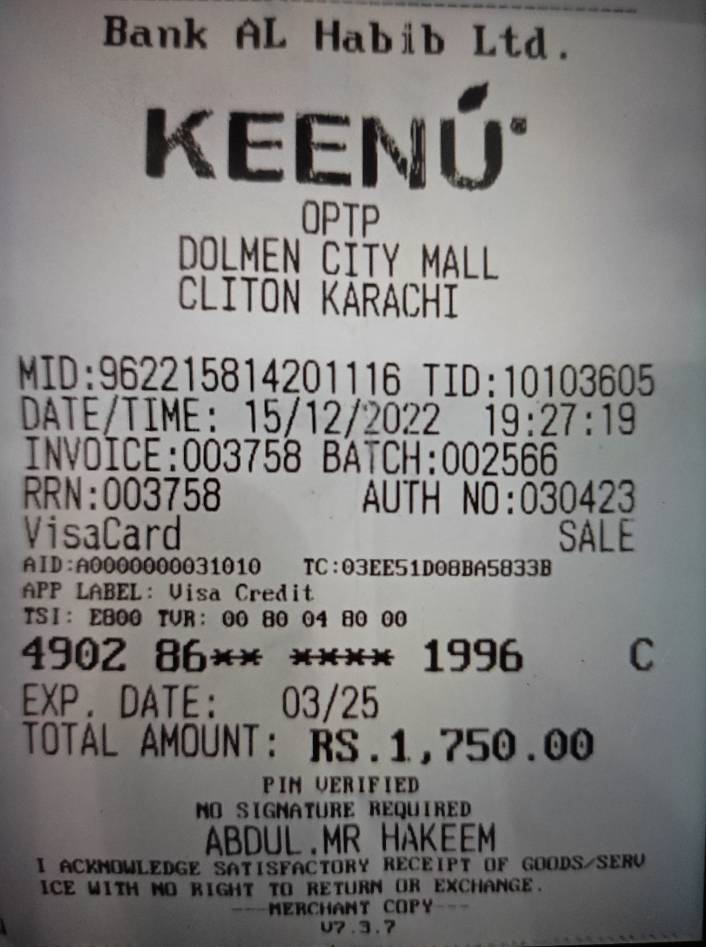 Bank AL Habib Ltd.
KEENÚ®
OPTP
DOLMEN CITY MALL
CLITON KARACHI
MID:962215814201116 TID:10103605
DATE/TIME: 15/12/2022 19:27:19
INVOICE:003758 BATCH:002566
RRN:003758 AUTH NO:030423
VisaCard SALE
AID:A0000000031010 TC:03EE51D08BA5833B
APP LABEL: Visa Credit
TSI: E800 TVR: 00 80 04 80 00
4902 86** **** 1996 C
EXP. DATE: 03/25
TOTAL AMOUNT: RS.1,750.00
PIN VERIFIED
NO SIGNATURE REQUIRED
ABDUL.MR HAKEEM
I ACKNOWLEDGE SATISFACTORY RECEIPT OF GOODS/SERV
ICE WITH NO RIGHT TO RETURN OR EXCHANGE.
---MERCHANT COPY---
V7.3.7